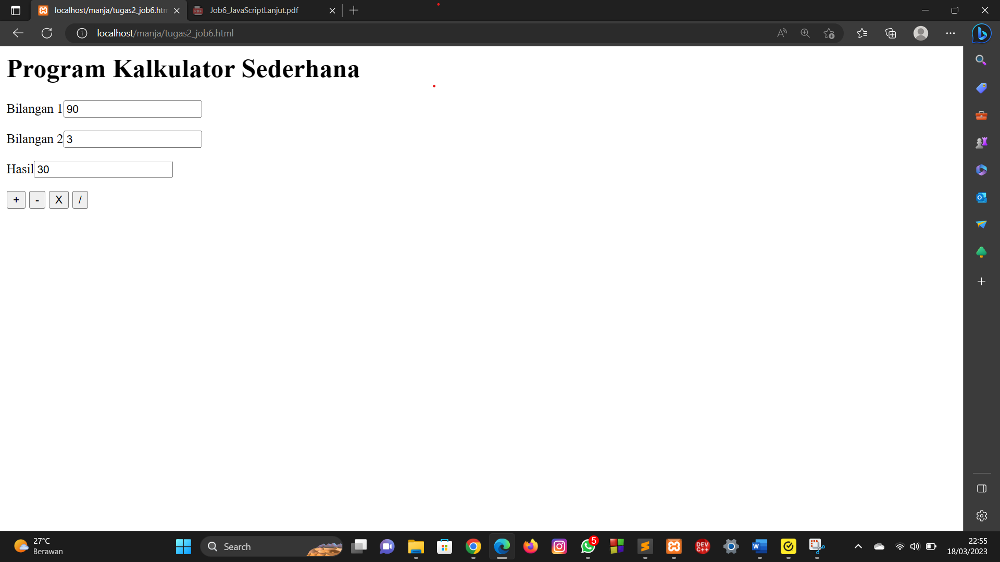 localhost/manja/tugas2_job6.htm
Job6_JavaScriptLanjut.pdf
localhost/manja/tugas2_job6.html
Program Kalkulator Sederhana
Bilangan 1 90
Bilangan 2 3
Hasil 30
+ - X /
27°C
Berawan
Search
5
DEV
C++
22:55
18/03/2023